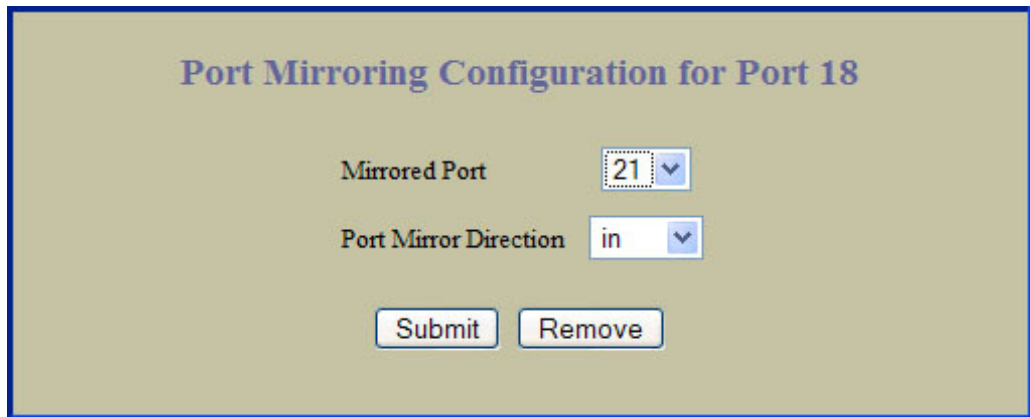 Port Mirroring Configuration for Port 18
Mirrored Port 21
Port Mirror Direction in
Submit Remove